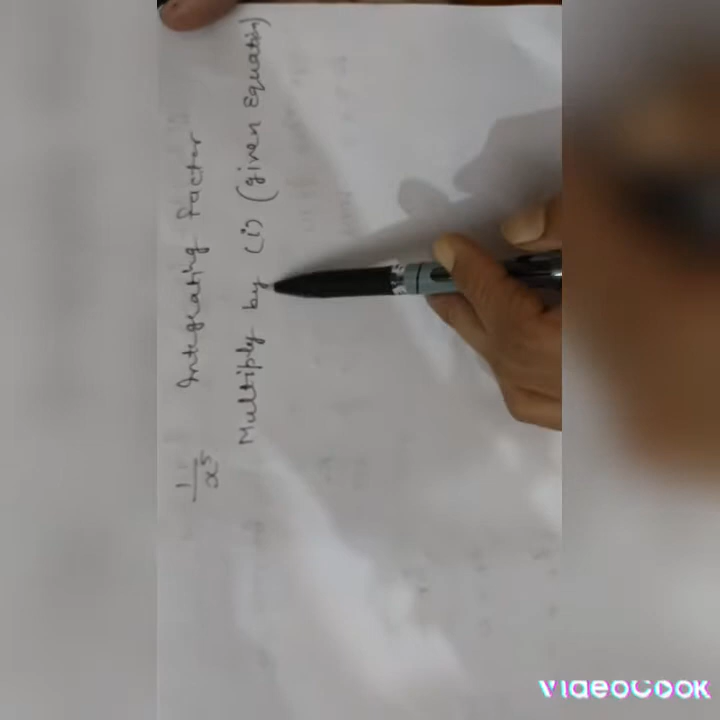 1/x⁵ Integrating Factor
Multiply by (i) (given equation)
VIDEOCOOK